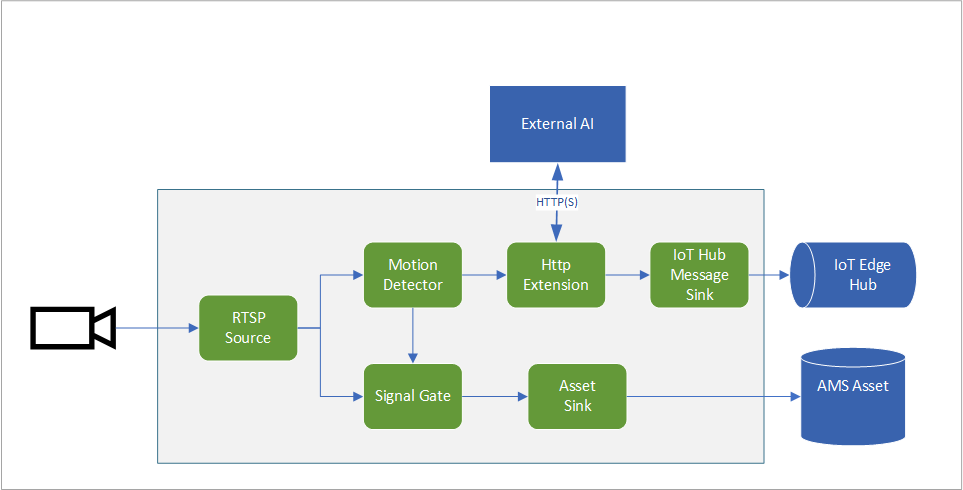 External AI
HTTP(S)
Motion
Detector
Http
Extension
IoT Hub
Message
Sink
IoT Edge
Hub
RTSP
Source
Signal Gate
Asset
Sink
AMS Asset